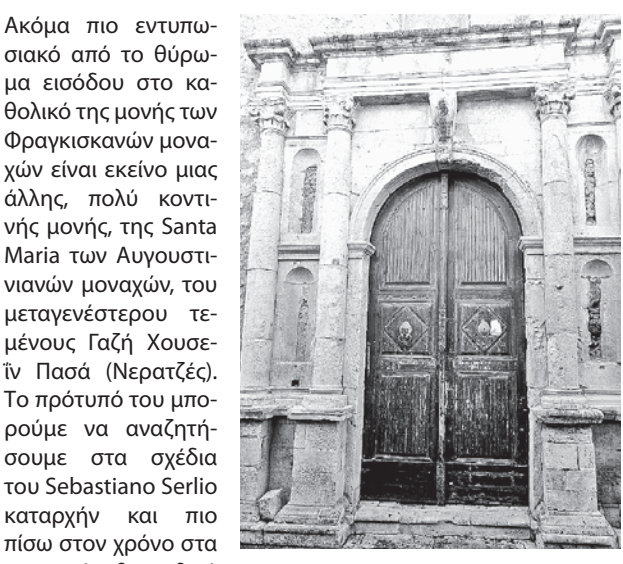 Ακόμα πιο εντυπω-
σιακό από το θύρω-
μα εισόδου στο κα-
θολικό της μονής των
Φραγκισκανών μονα-
χών είναι εκείνο μιας
άλλης, πολύ κοντι-
νής μονής, της Santa
Maria των Αυγουστι-
νιανών μοναχών, του
μεταγενέστερου τε-
μένους Γαζή Χουσε-
ΐν Πασά (Νερατζές).
Το πρότυπό του μπο-
ρούμε να αναζητή-
σουμε στα σχέδια
του Sebastiano Serlio
καταρχήν και πιο
πίσω στον χρόνο στα